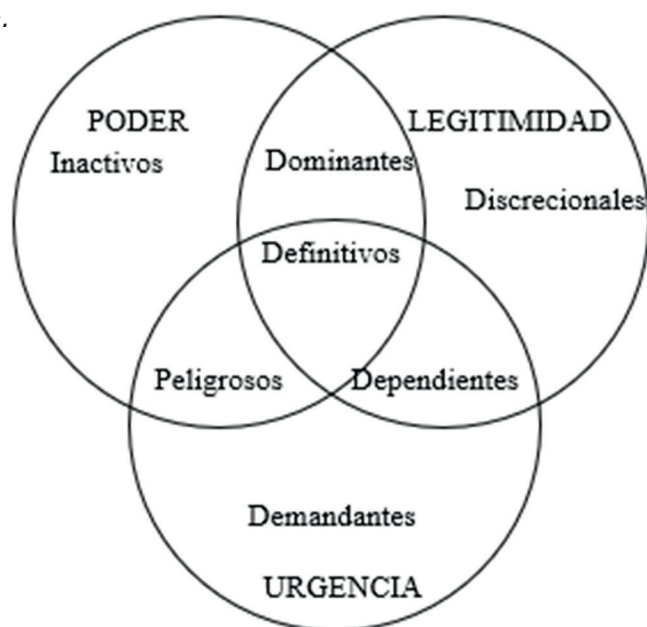 PODER
LEGITIMIDAD
Inactivos
Dominantes
Discrecionales
Definitivos
Peligrosos
Dependientes
Demandantes
URGENCIA